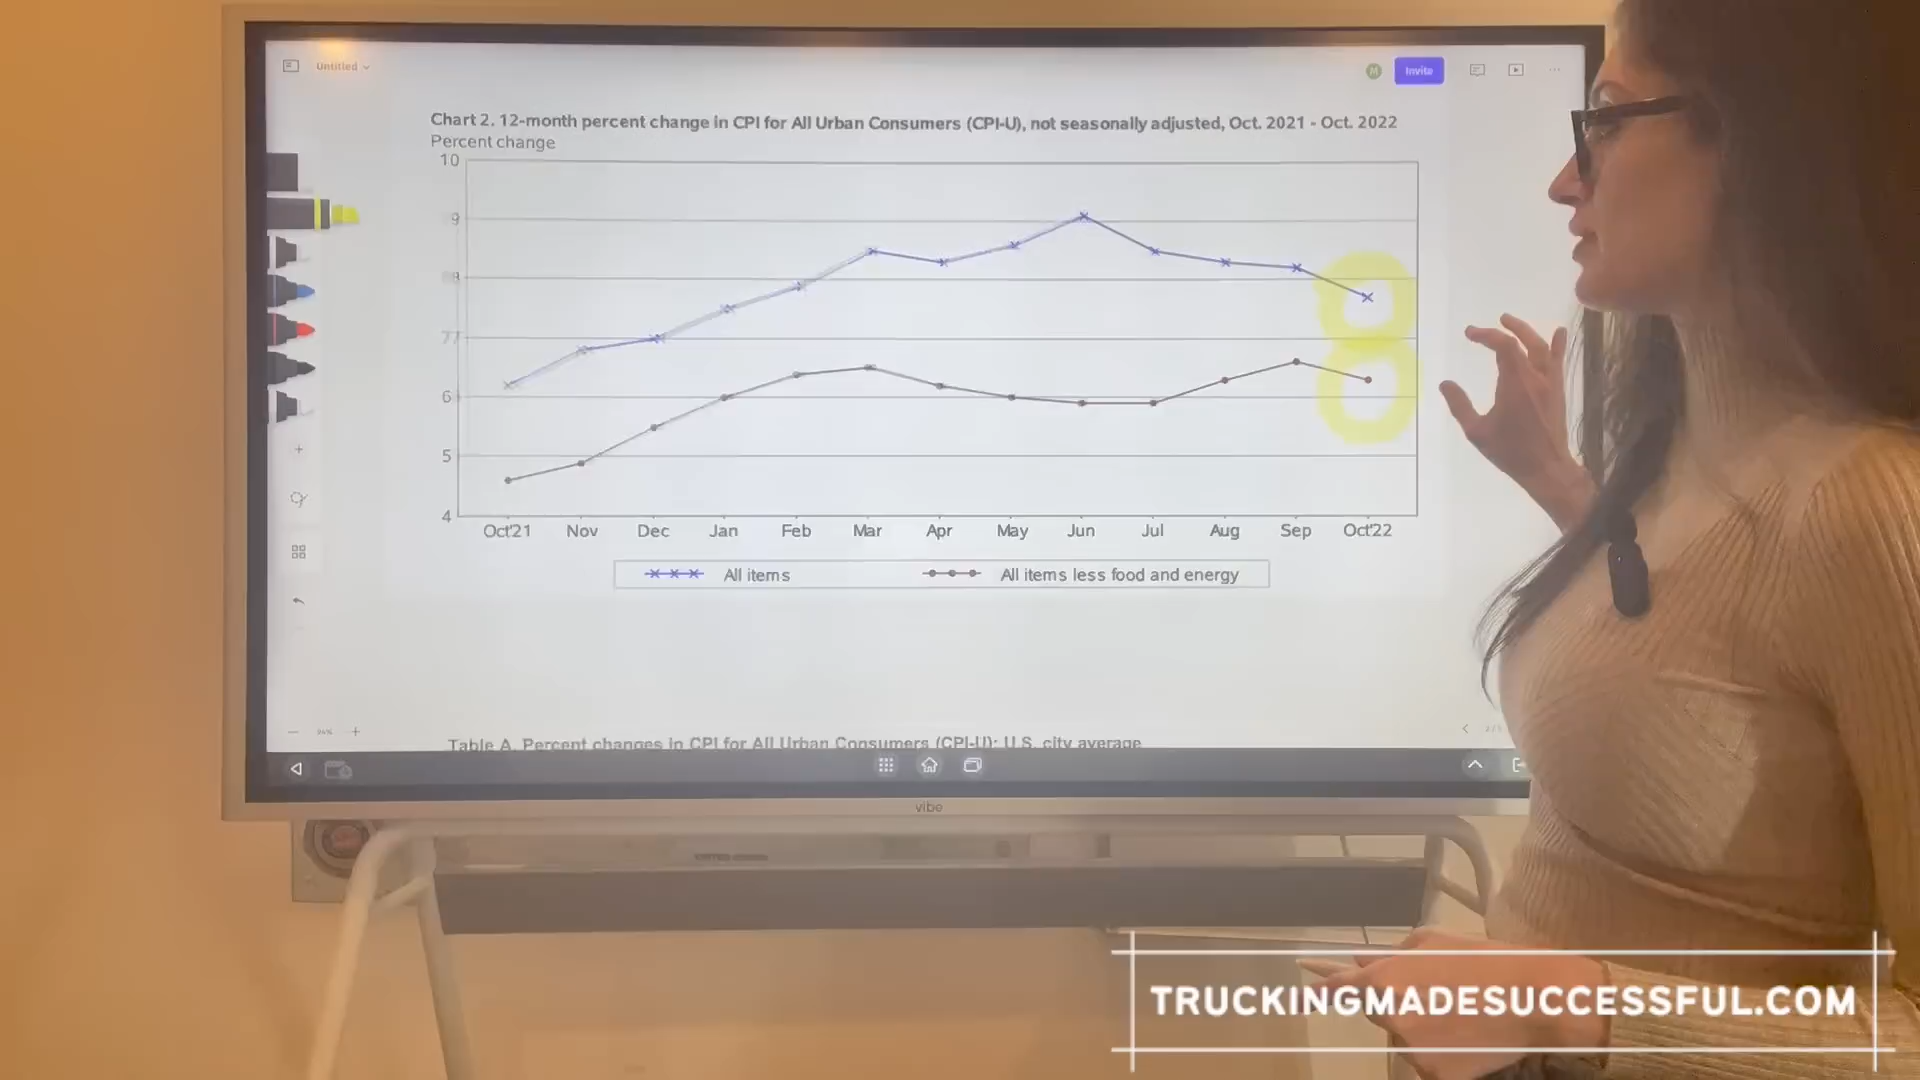 Untitled
M
Invite
Chart 2. 12-month percent change in CPI for All Urban Consumers (CPI-U), not seasonally adjusted, Oct. 2021 - Oct. 2022
Percent change
10
9
8
7
6
5
4
Oct'21 Nov Dec Jan Feb Mar Apr May Jun Jul Aug Sep Oct'22
All items All items less food and energy
Table A. Percent changes in CPI for All Urban Consumers (CPI-U): U.S. city average
vibe
TRUCKINGMADESUCCESSFUL.COM